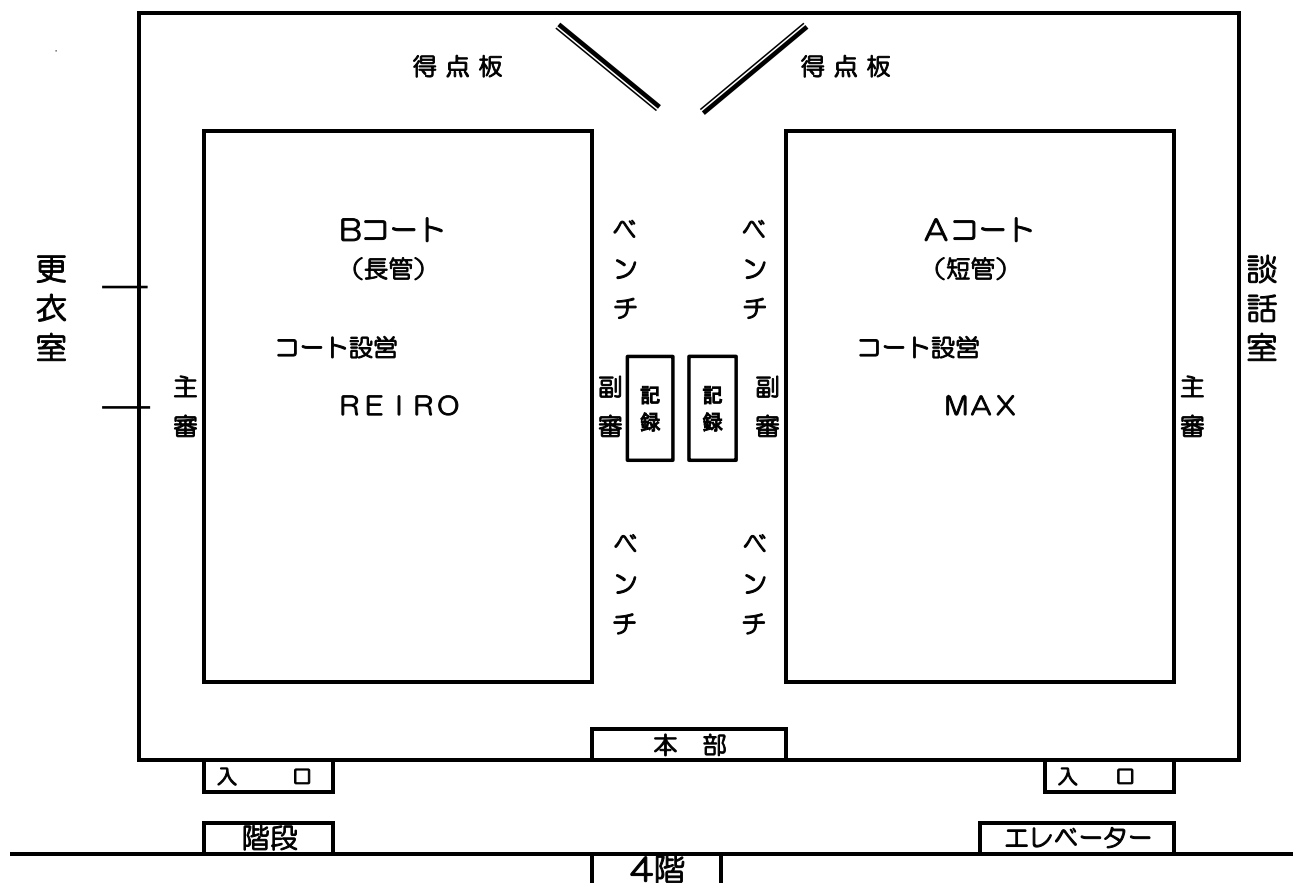 得点板
得点板
Bコート
（長管）
コート設営
ＲＥＩＲＯ
Aコート
（短管）
コート設営
ＭＡＸ
ベンチ
ベンチ
更衣室
談話室
主審
副審
記録
記録
副審
主審
ベンチ
ベンチ
本　部
入　　口
入　口
階段
エレベーター
4階